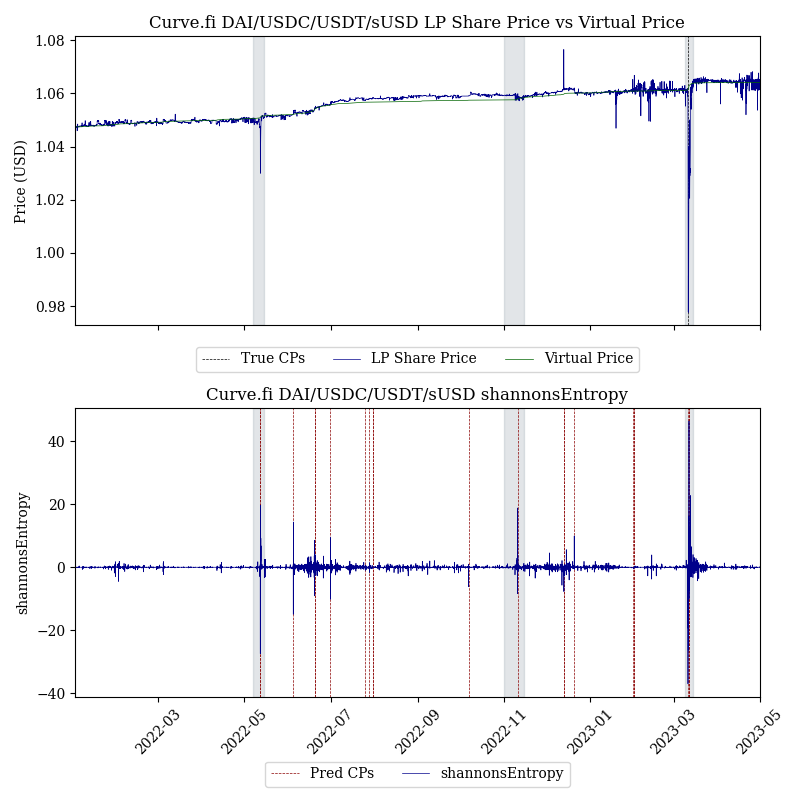 Curve.fi DAI/USDC/USDT/sUSD LP Share Price vs Virtual Price
1.08
1.06
1.04
1.02
1.00
0.98
Price (USD)
True CPs LP Share Price Virtual Price
Curve.fi DAI/USDC/USDT/sUSD shannonsEntropy
40
20
0
−20
−40
shannonsEntropy
2022-03 2022-05 2022-07 2022-09 2022-11 2023-01 2023-03 2023-05
Pred CPs shannonsEntropy